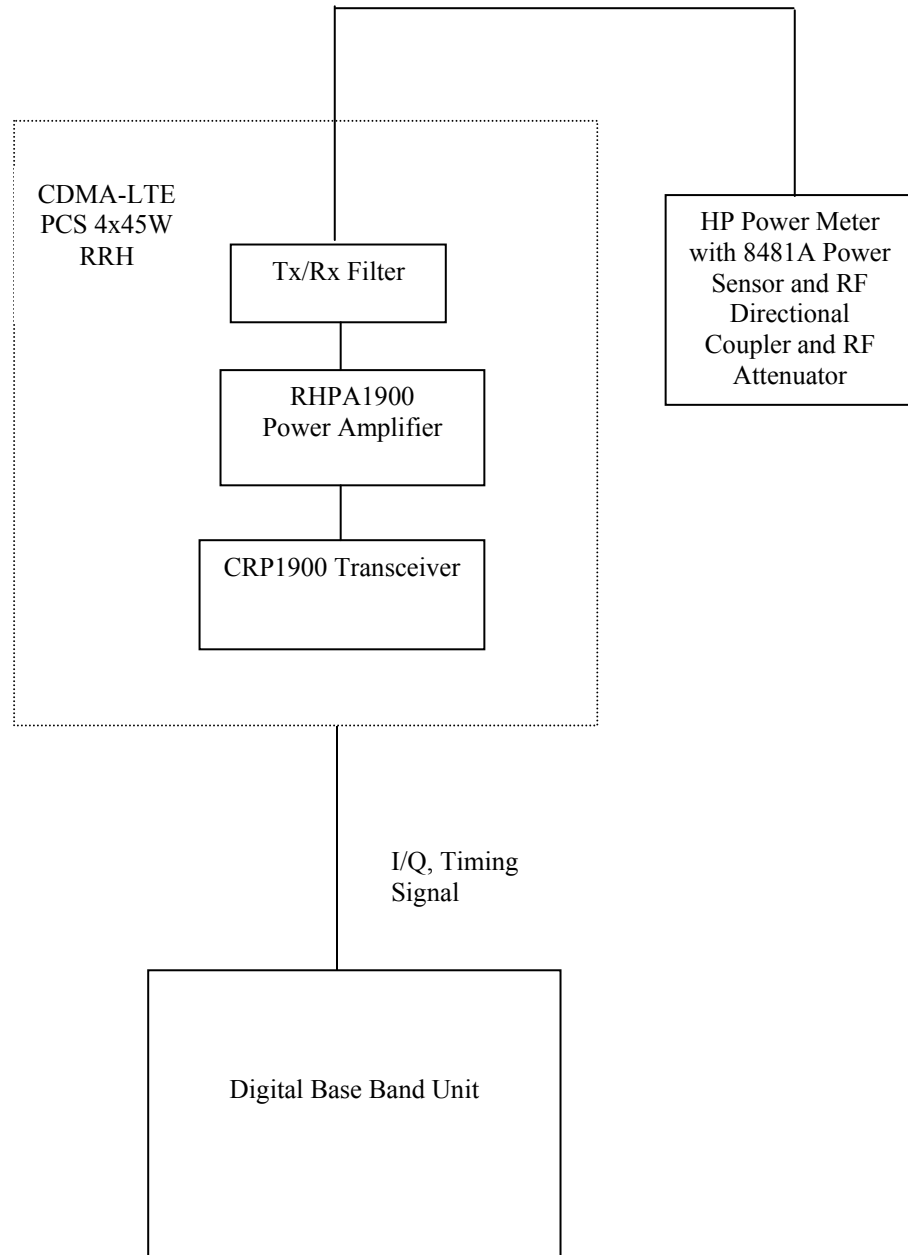 CDMA-LTE
PCS 4x45W
RRH
Tx/Rx Filter
RHPA1900
Power Amplifier
CRP1900 Transceiver
HP Power Meter
with 8481A Power
Sensor and RF
Directional
Coupler and RF
Attenuator
I/Q, Timing
Signal
Digital Base Band Unit